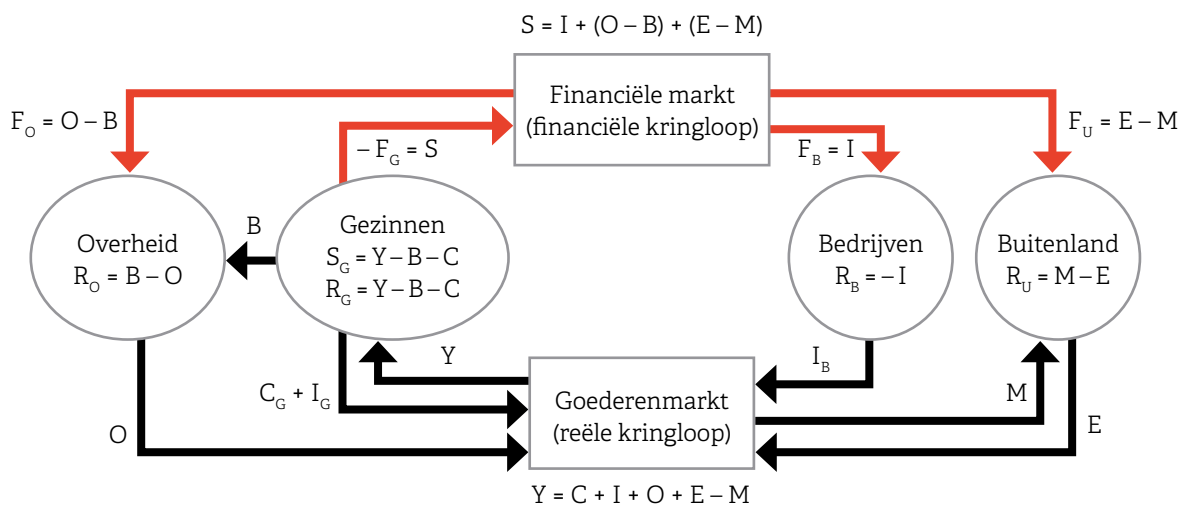 S = I + (O – B) + (E – M)
Financiële markt
(financiële kringloop)
F_O = O – B
– F_G = S
F_B = I
F_U = E – M
Overheid
R_O = B – O
B
Gezinnen
S_G = Y – B – C
R_G = Y – B – C
Bedrijven
R_B = – I
Buitenland
R_U = M – E
Y
I_B
C_G + I_G
M
O
E
Goederenmarkt
(reële kringloop)
Y = C + I + O + E – M